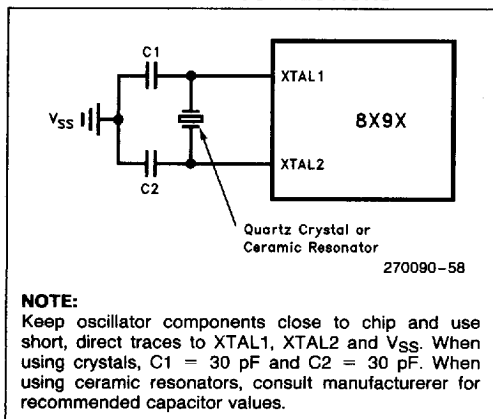 C1
XTAL1
V_SS
8X9X
C2
XTAL2
Quartz Crystal or
Ceramic Resonator
270090-58
NOTE:
Keep oscillator components close to chip and use
short, direct traces to XTAL1, XTAL2 and V_SS. When
using crystals, C1 = 30 pF and C2 = 30 pF. When
using ceramic resonators, consult manufacturerer for
recommended capacitor values.